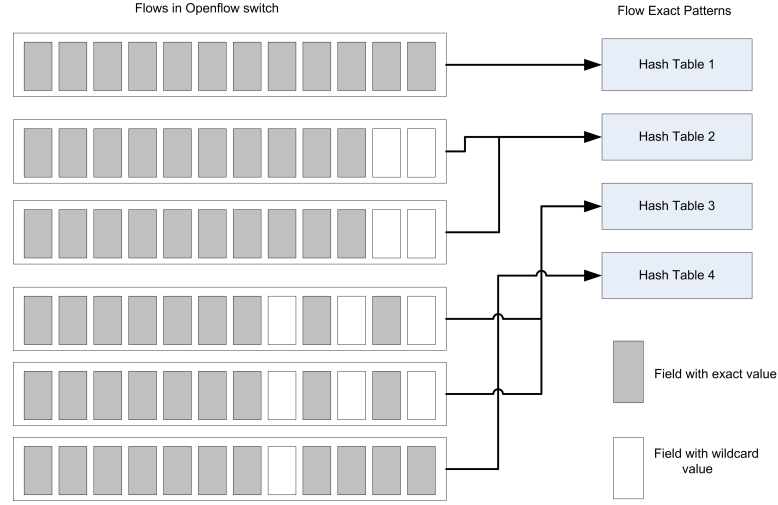 Flows in Openflow switch
Flow Exact Patterns
Hash Table 1
Hash Table 2
Hash Table 3
Hash Table 4
Field with exact value
Field with wildcard
value